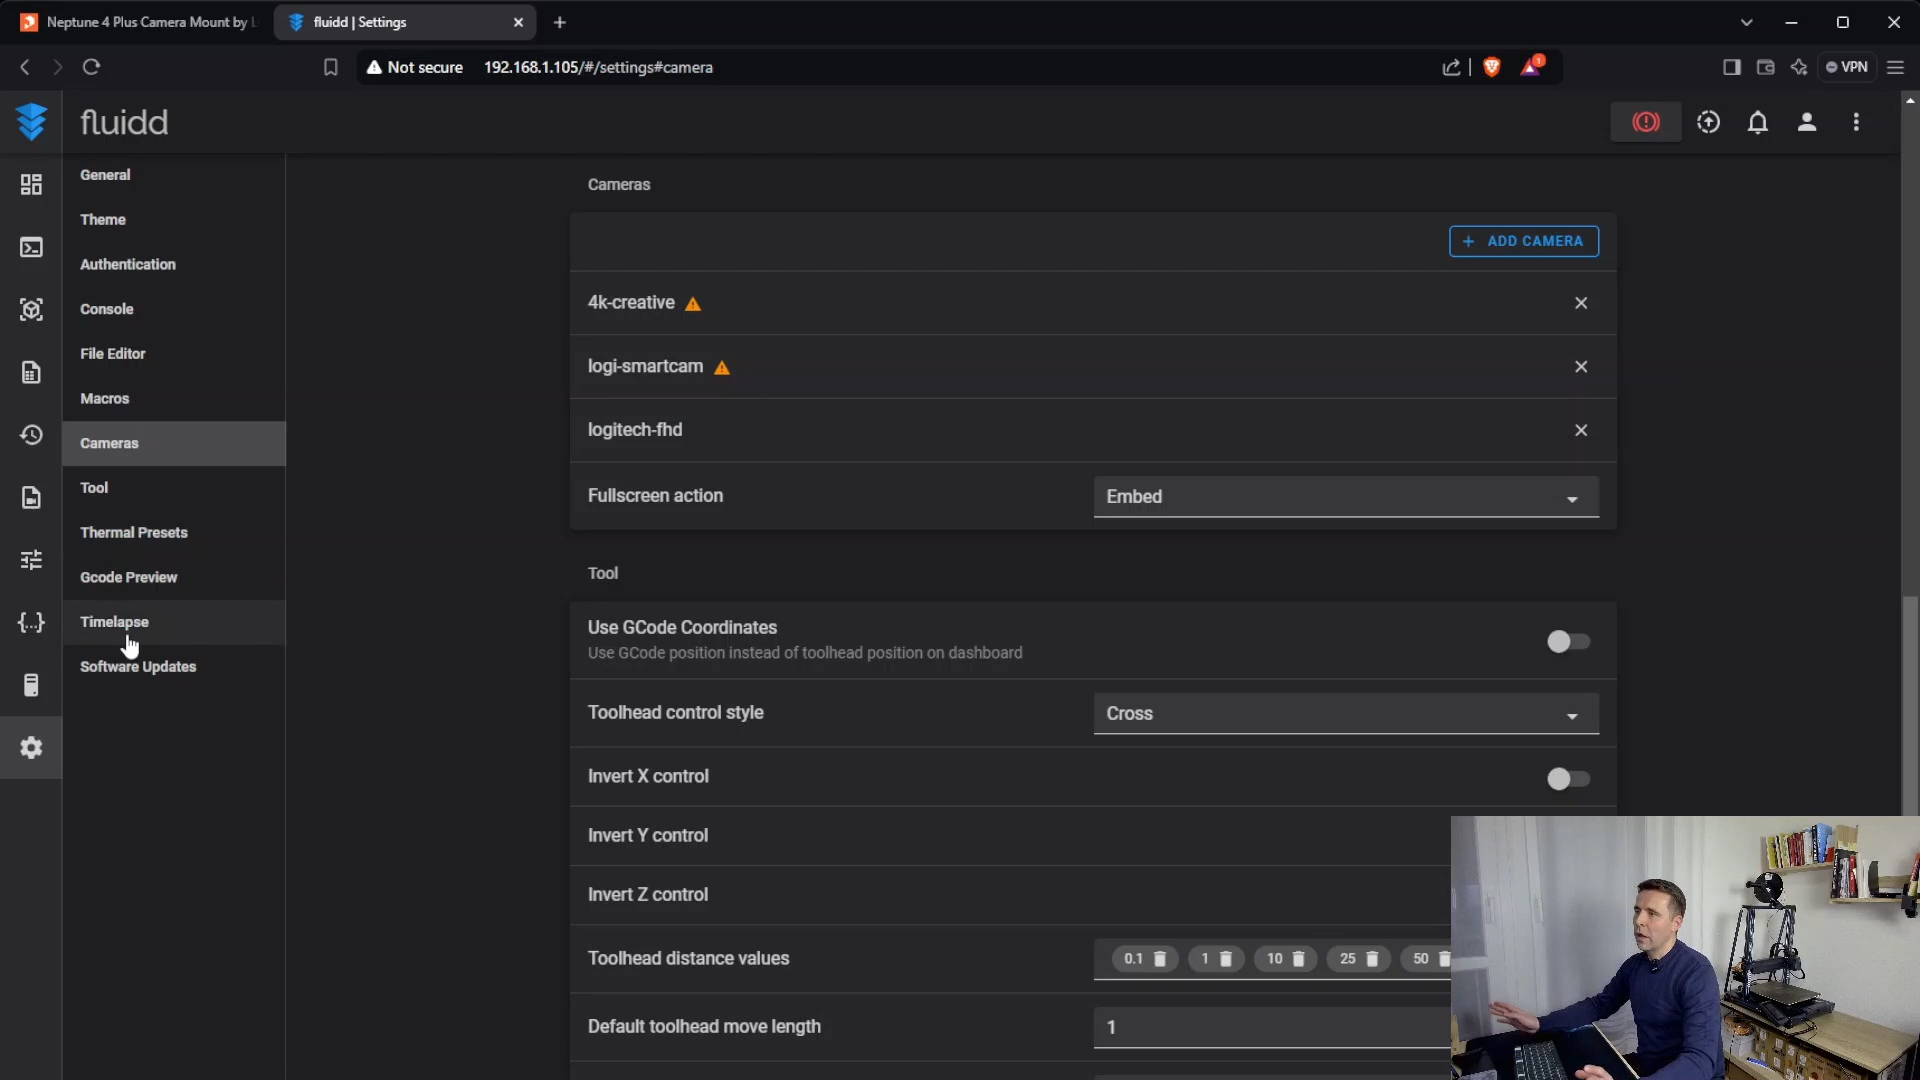 Neptune 4 Plus Camera Mount by
fluidd | Settings
Not secure
192.168.1.105/#/settings#camera
1
VPN
fluidd
General
Theme
Authentication
Console
File Editor
Macros
Cameras
Tool
Thermal Presets
Gcode Preview
Timelapse
Software Updates
Cameras
ADD CAMERA
4k-creative
logi-smartcam
logitech-fhd
Fullscreen action
Embed
Tool
Use GCode Coordinates
Use GCode position instead of toolhead position on dashboard
Toolhead control style
Cross
Invert X control
Invert Y control
Invert Z control
Toolhead distance values
0.1
1
10
25
50
Default toolhead move length
1